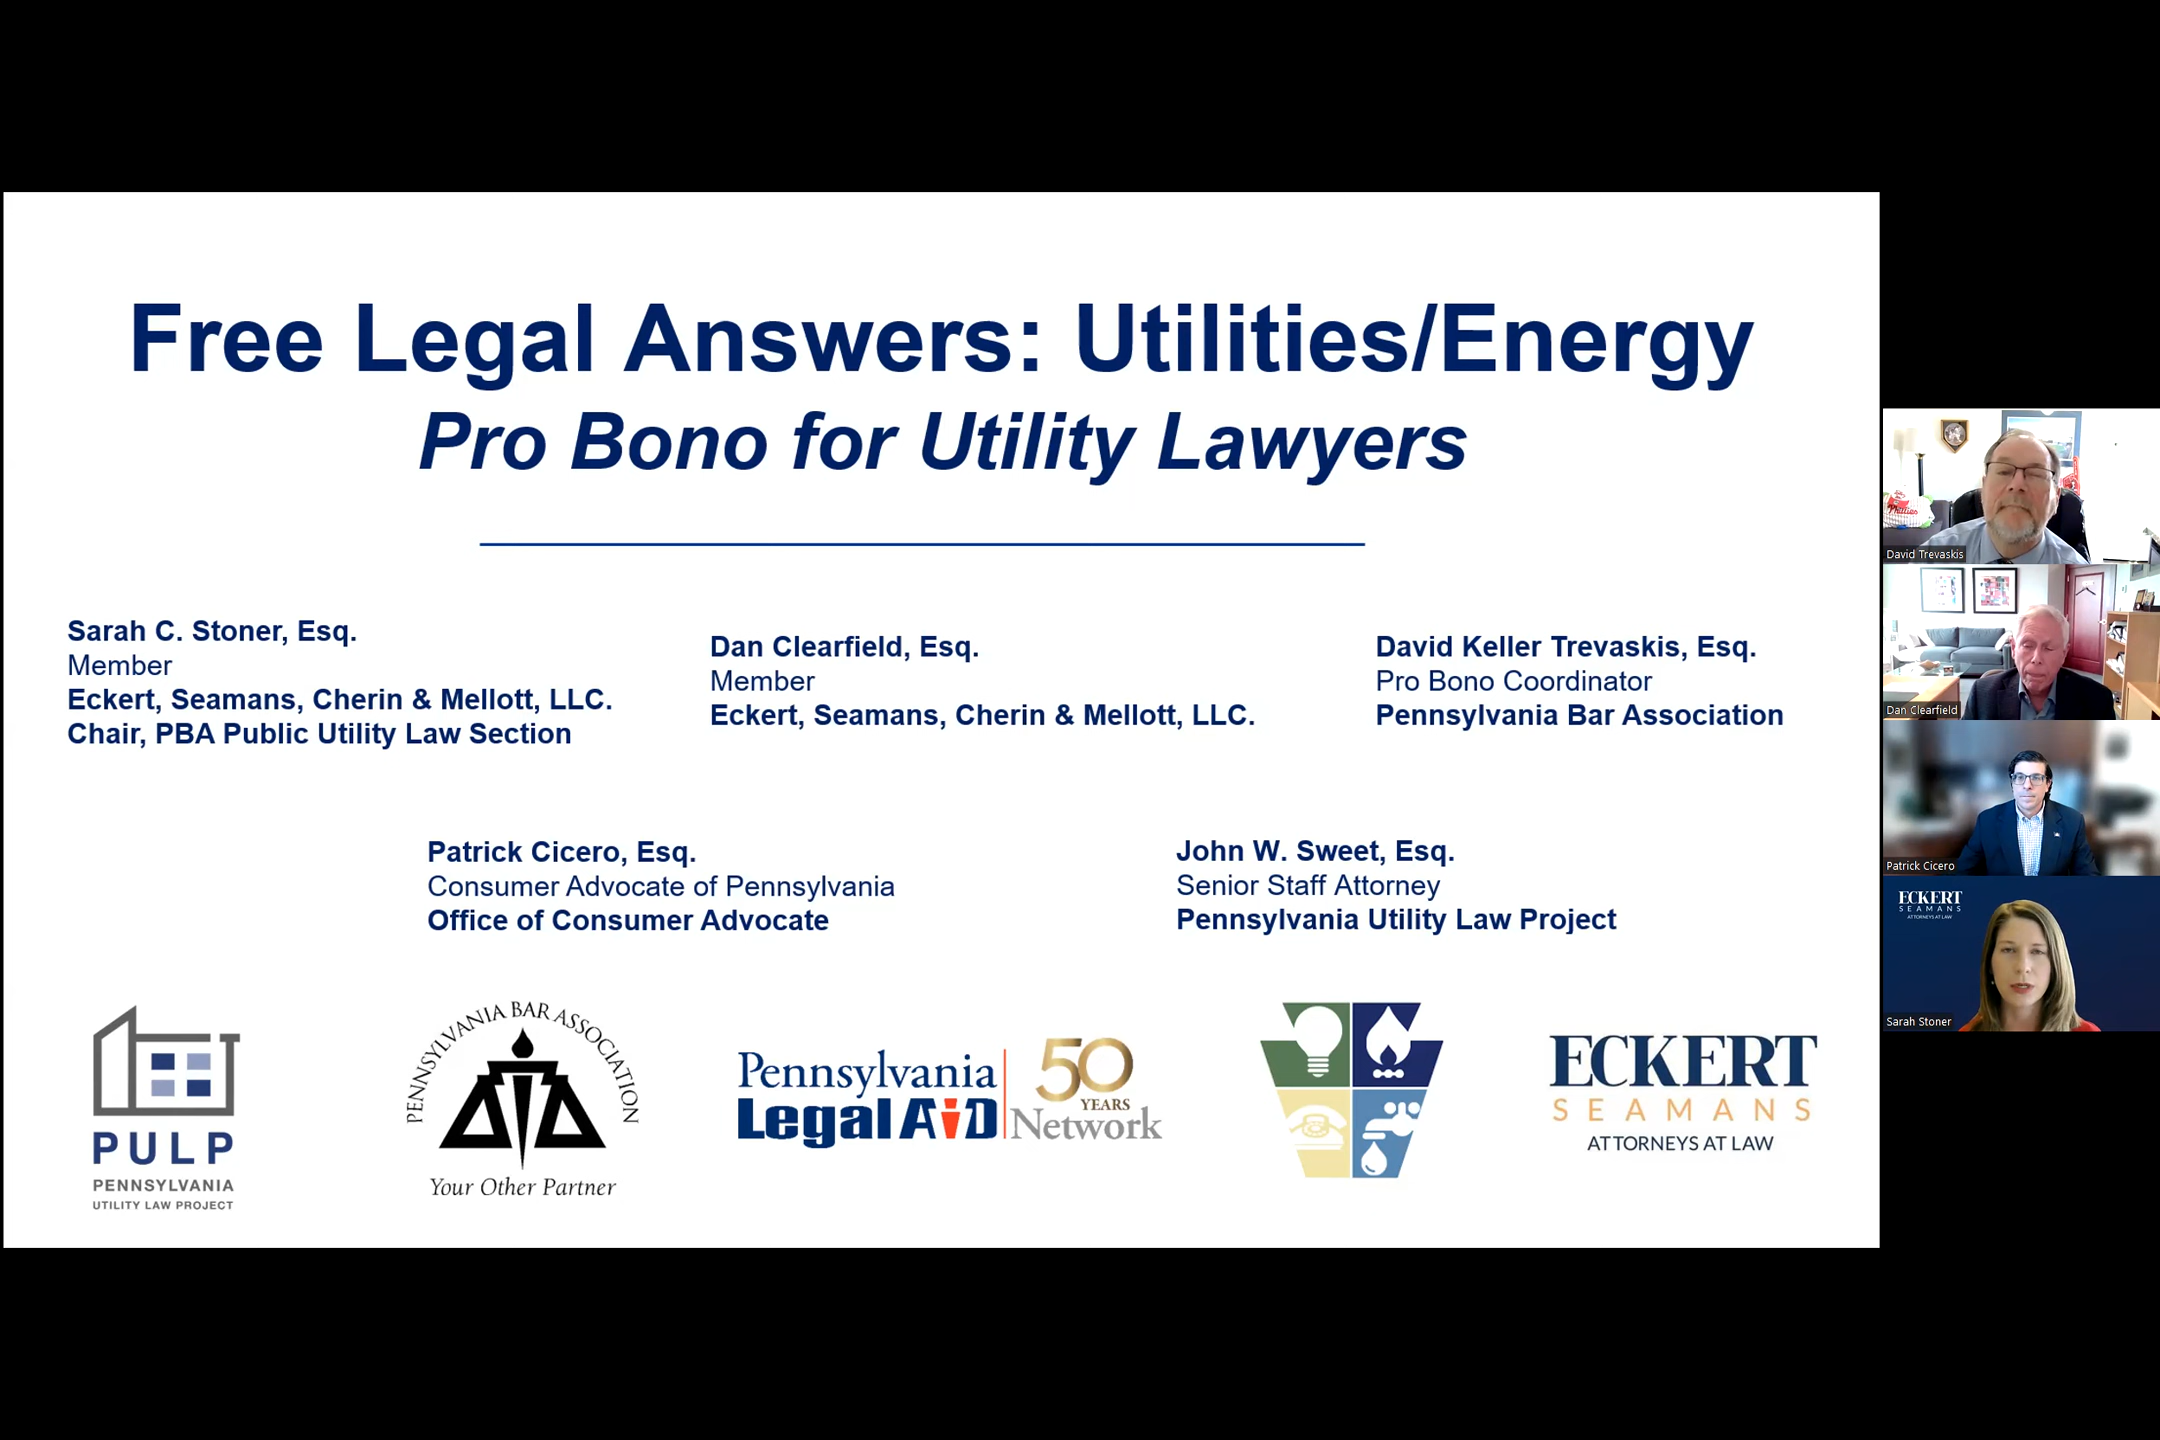 Free Legal Answers: Utilities/Energy
Pro Bono for Utility Lawyers
Sarah C. Stoner, Esq.
Member
Eckert, Seamans, Cherin & Mellott, LLC.
Chair, PBA Public Utility Law Section
Dan Clearfield, Esq.
Member
Eckert, Seamans, Cherin & Mellott, LLC.
David Keller Trevaskis, Esq.
Pro Bono Coordinator
Pennsylvania Bar Association
Patrick Cicero, Esq.
Consumer Advocate of Pennsylvania
Office of Consumer Advocate
John W. Sweet, Esq.
Senior Staff Attorney
Pennsylvania Utility Law Project
PULP
PENNSYLVANIA
UTILITY LAW PROJECT
PENNSYLVANIA BAR ASSOCIATION
Your Other Partner
Pennsylvania
Legal AiD
50
YEARS
Network
ECKERT
SEAMANS
ATTORNEYS AT LAW
Phillies
David Trevaskis
Dan Clearfield
Patrick Cicero
ECKERT
SEAMANS
ATTORNEYS AT LAW
Sarah Stoner